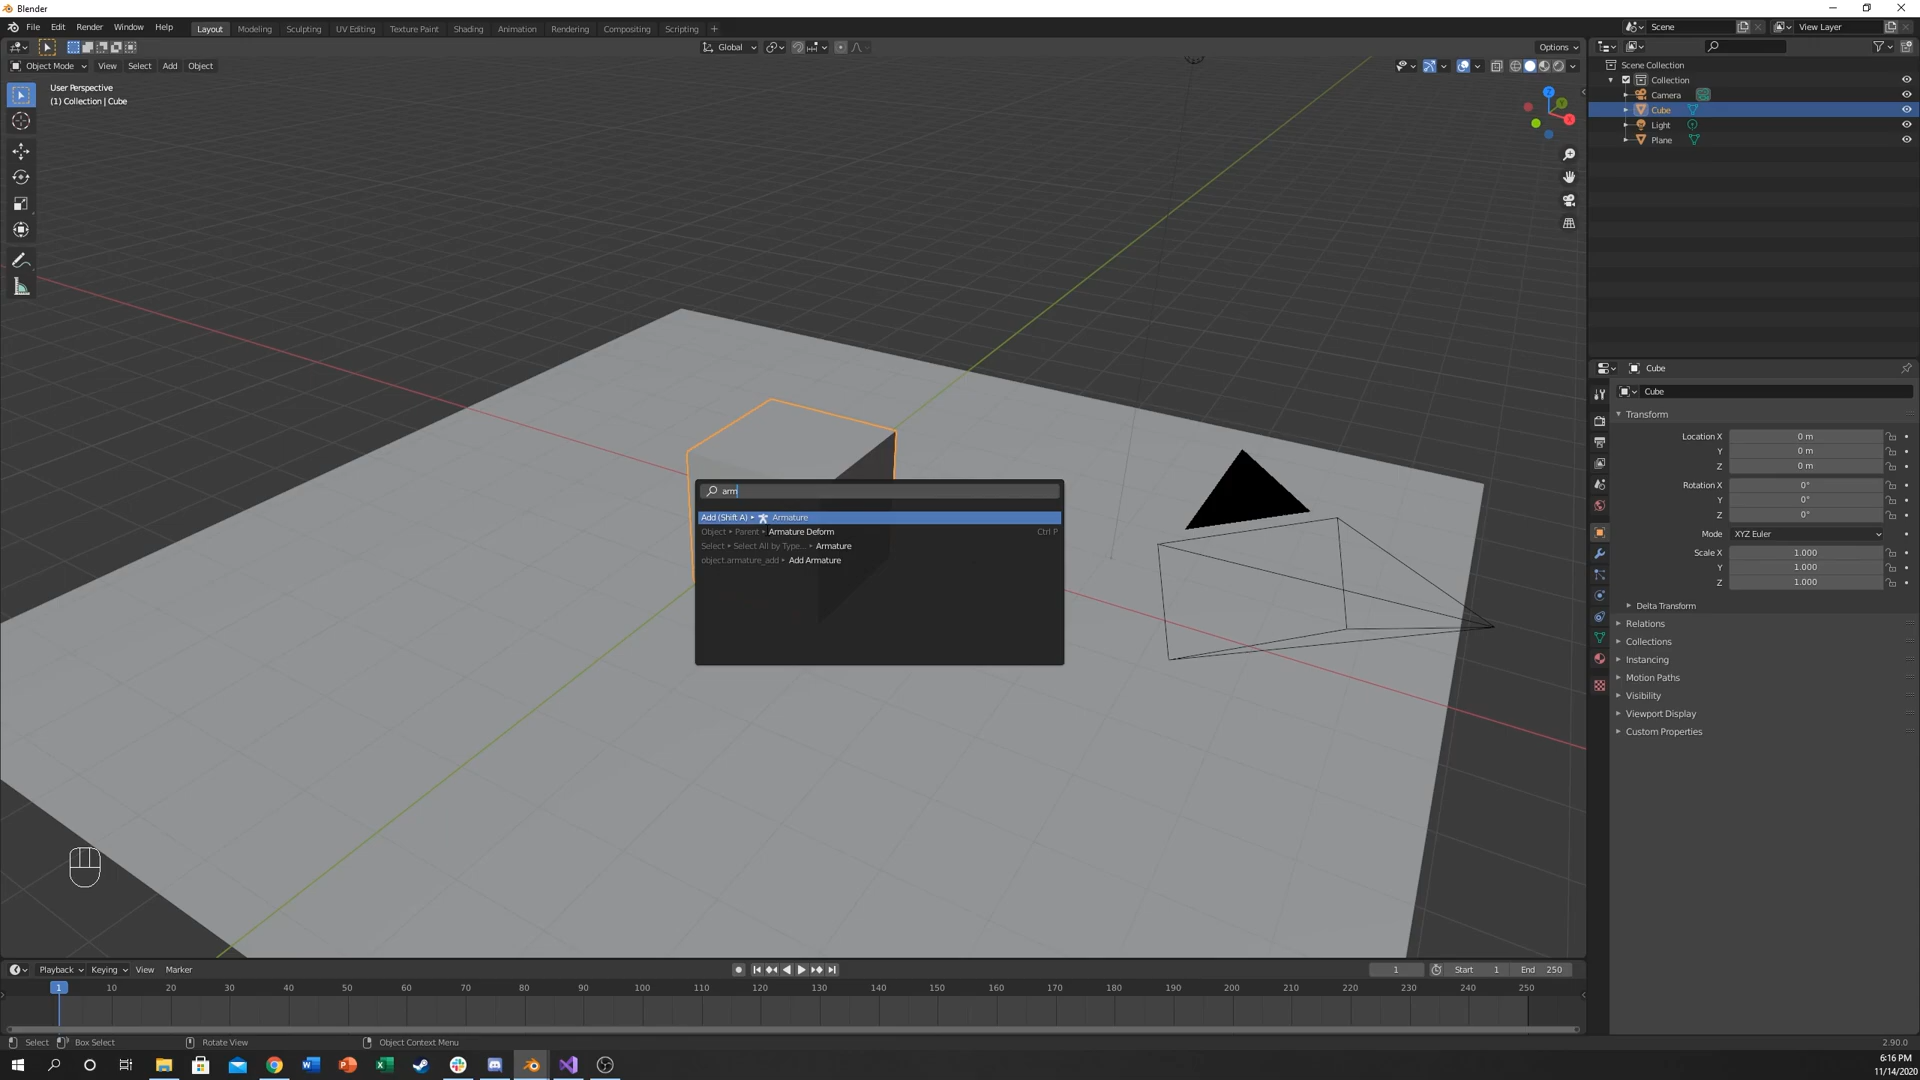 Blender
File Edit Render Window Help
Layout Modeling Sculpting UV Editing Texture Paint Shading Animation Rendering Compositing Scripting +
Scene
View Layer
Global
Options
Object Mode View Select Add Object
User Perspective
(1) Collection | Cube
Z
Y
X
Scene Collection
Collection
Camera
Cube
Light
Plane
arm
Add (Shift A) ▸ Armature
Object ▸ Parent ▸ Armature Deform Ctrl P
Select ▸ Select All by Type... ▸ Armature
object.armature_add ▸ Add Armature
Cube
Cube
Transform
Location X 0 m
Y 0 m
Z 0 m
Rotation X 0°
Y 0°
Z 0°
Mode XYZ Euler
Scale X 1.000
Y 1.000
Z 1.000
Delta Transform
Relations
Collections
Instancing
Motion Paths
Visibility
Viewport Display
Custom Properties
Playback Keying View Marker
1 Start 1 End 250
1 10 20 30 40 50 60 70 80 90 100 110 120 130 140 150 160 170 180 190 200 210 220 230 240 250
Select Box Select Rotate View Object Context Menu 2.90.0
6:16 PM
11/14/2020